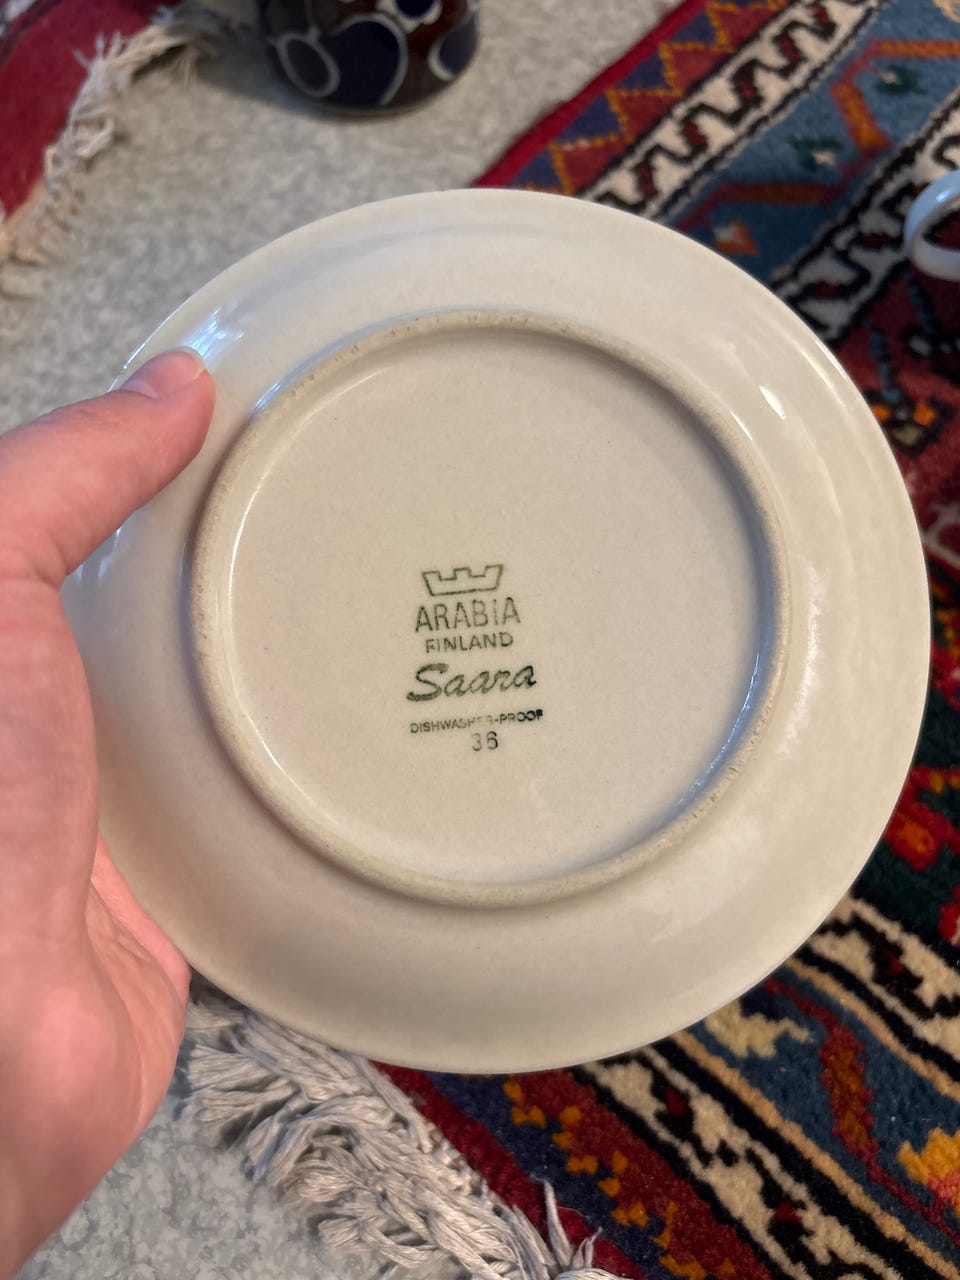 ARABIA
FINLAND
Saara
DISHWASHER-PROOF
36